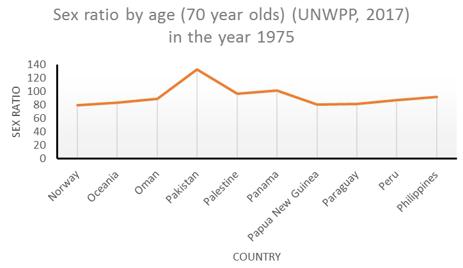 Sex ratio by age (70 year olds) (UNWPP, 2017)
in the year 1975
SEX RATIO
140
120
100
80
60
40
20
0
Norway
Oceania
Oman
Pakistan
Palestine
Panama
Papua New Guinea
Paraguay
Peru
Philippines
COUNTRY